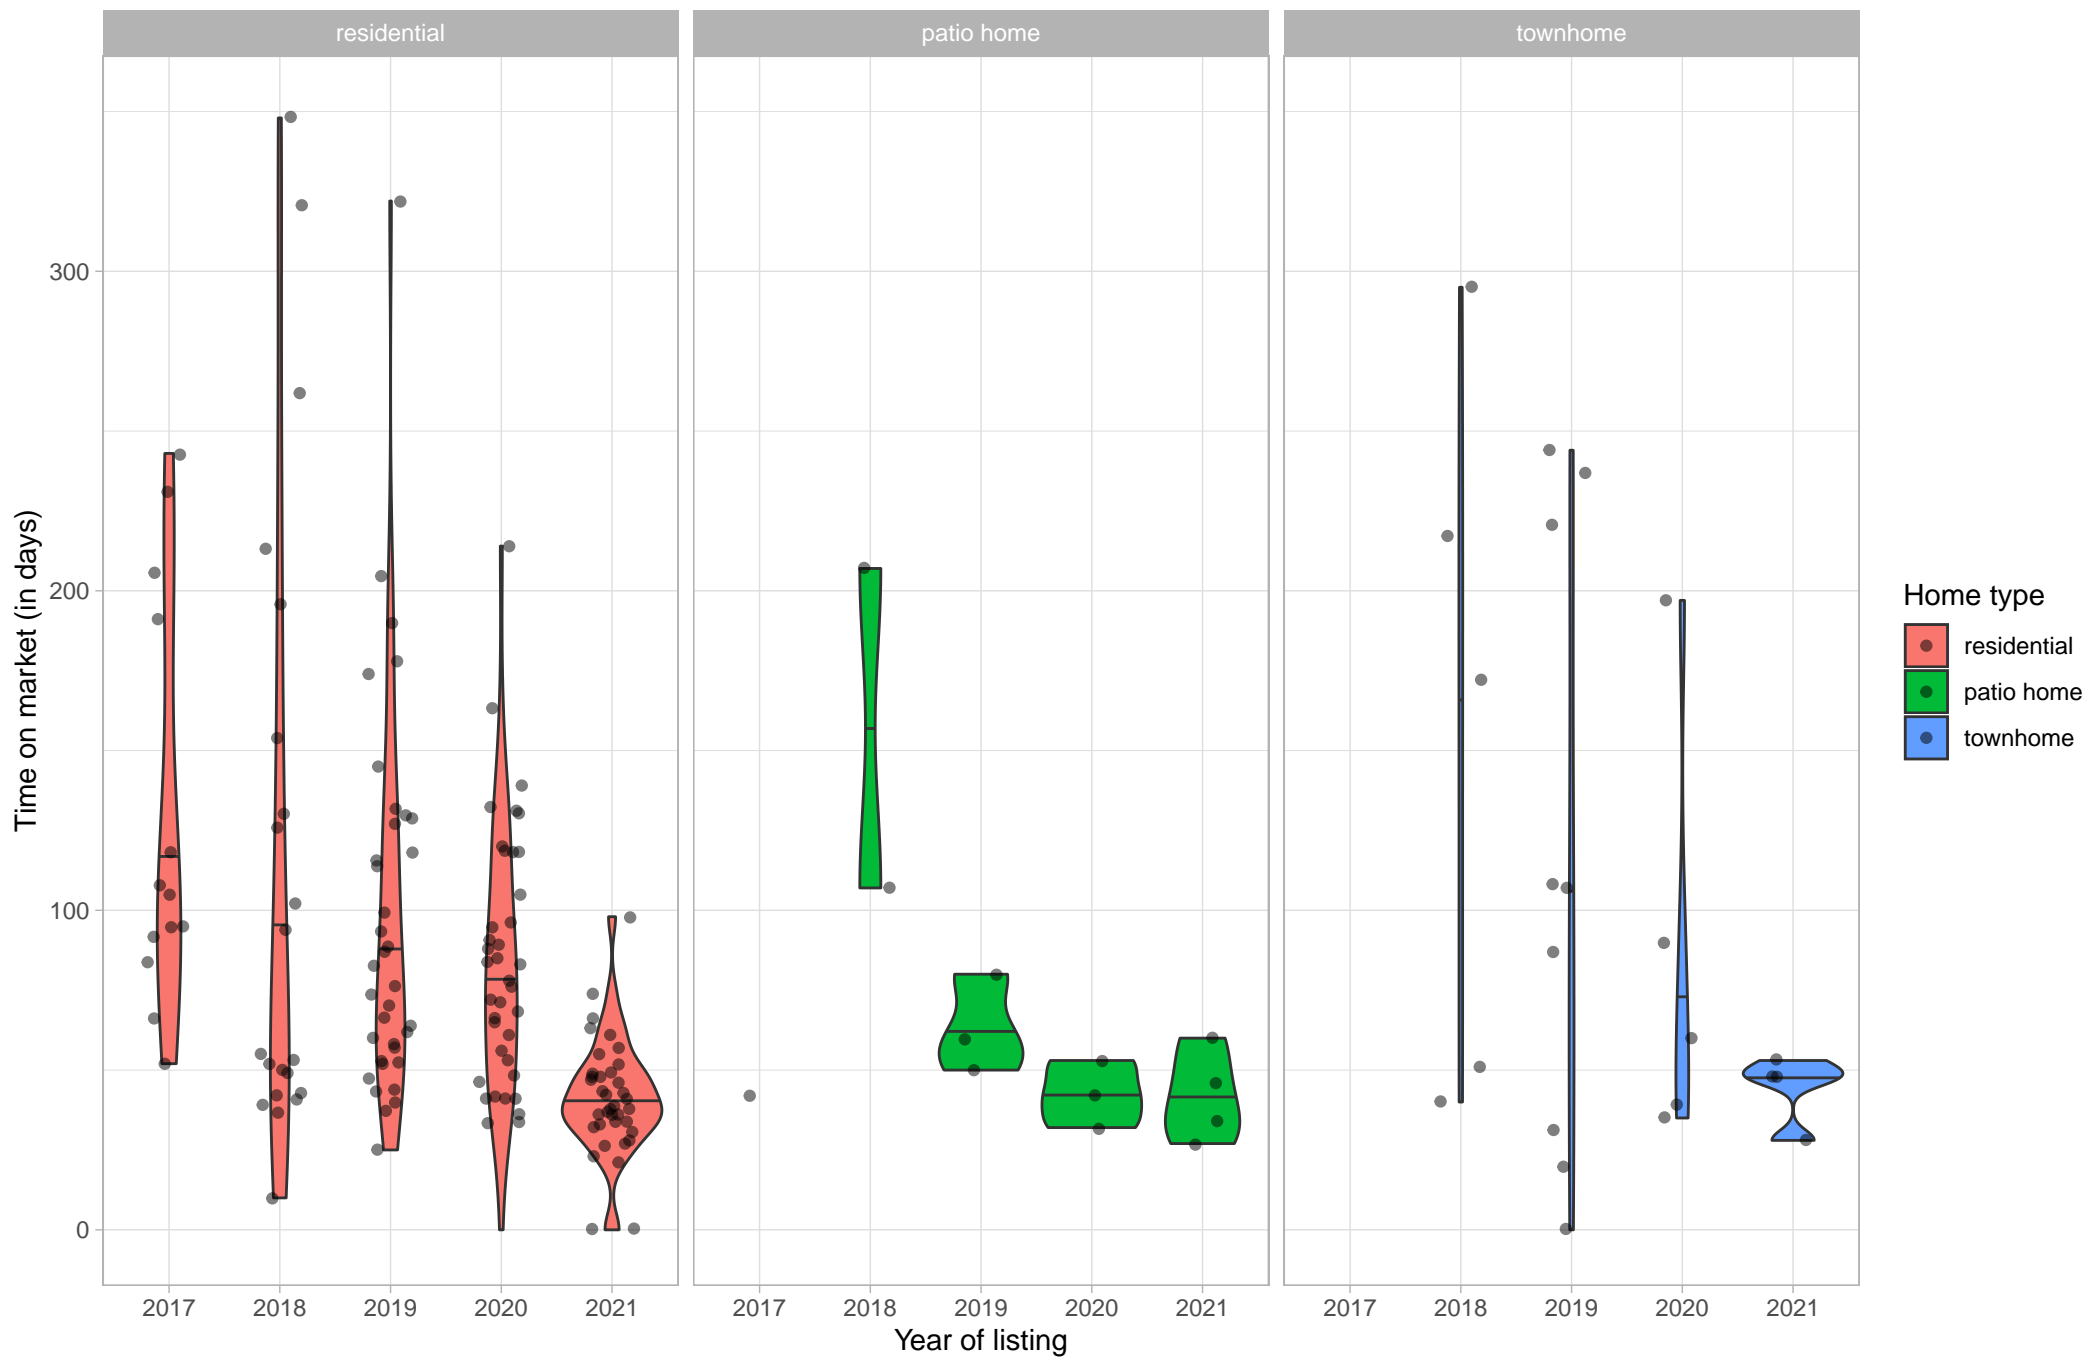 residential
patio home
townhome
Time on market (in days)
300
200
100
0
2017 2018 2019 2020 2021
2017 2018 2019 2020 2021
2017 2018 2019 2020 2021
Year of listing
Home type
residential
patio home
townhome